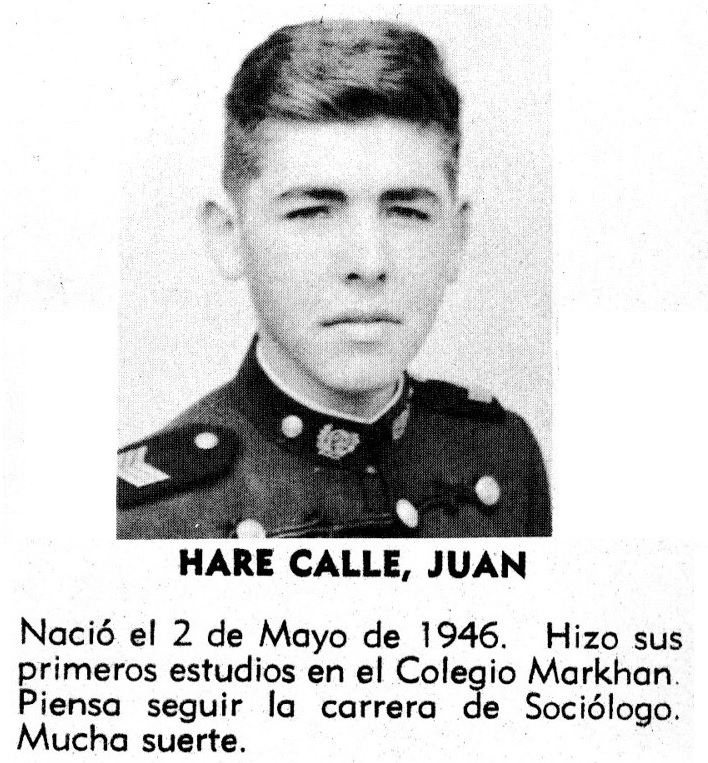 HARE CALLE, JUAN
Nació el 2 de Mayo de 1946. Hizo sus
primeros estudios en el Colegio Markhan.
Piensa seguir la carrera de Sociólogo.
Mucha suerte.